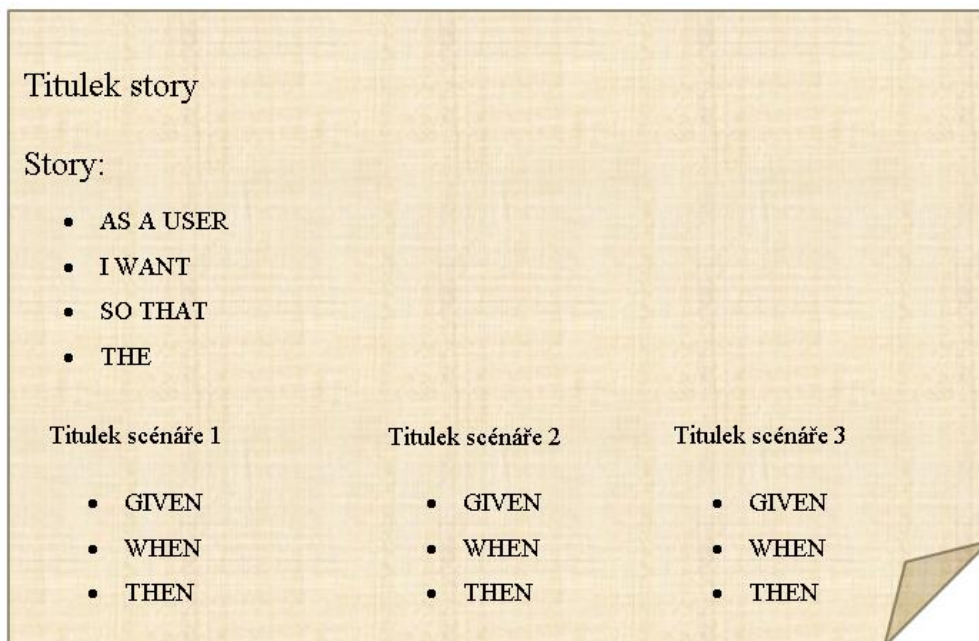 Titulek story
Story:
• AS A USER
• I WANT
• SO THAT
• THE
Titulek scénáře 1
• GIVEN
• WHEN
• THEN
Titulek scénáře 2
• GIVEN
• WHEN
• THEN
Titulek scénáře 3
• GIVEN
• WHEN
• THEN